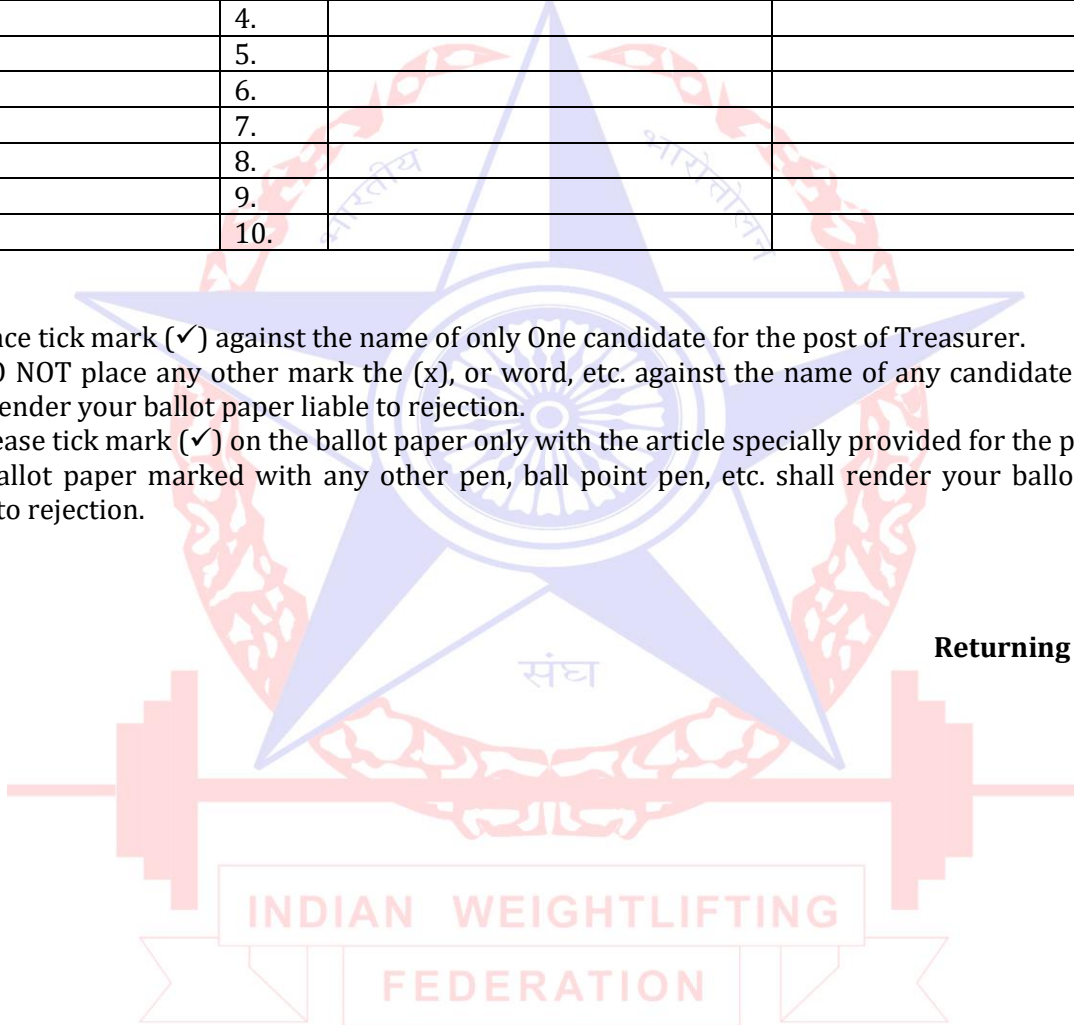 4.
5.
6.
7.
8.
9.
10.
भारतीय
भारोत्तोलन
nce tick mark (✓) against the name of only One candidate for the post of Treasurer.
O NOT place any other mark the (x), or word, etc. against the name of any candidate
ender your ballot paper liable to rejection.
ease tick mark (✓) on the ballot paper only with the article specially provided for the p
allot paper marked with any other pen, ball point pen, etc. shall render your ballo
to rejection.
Returning
संघ
INDIAN WEIGHTLIFTING
FEDERATION